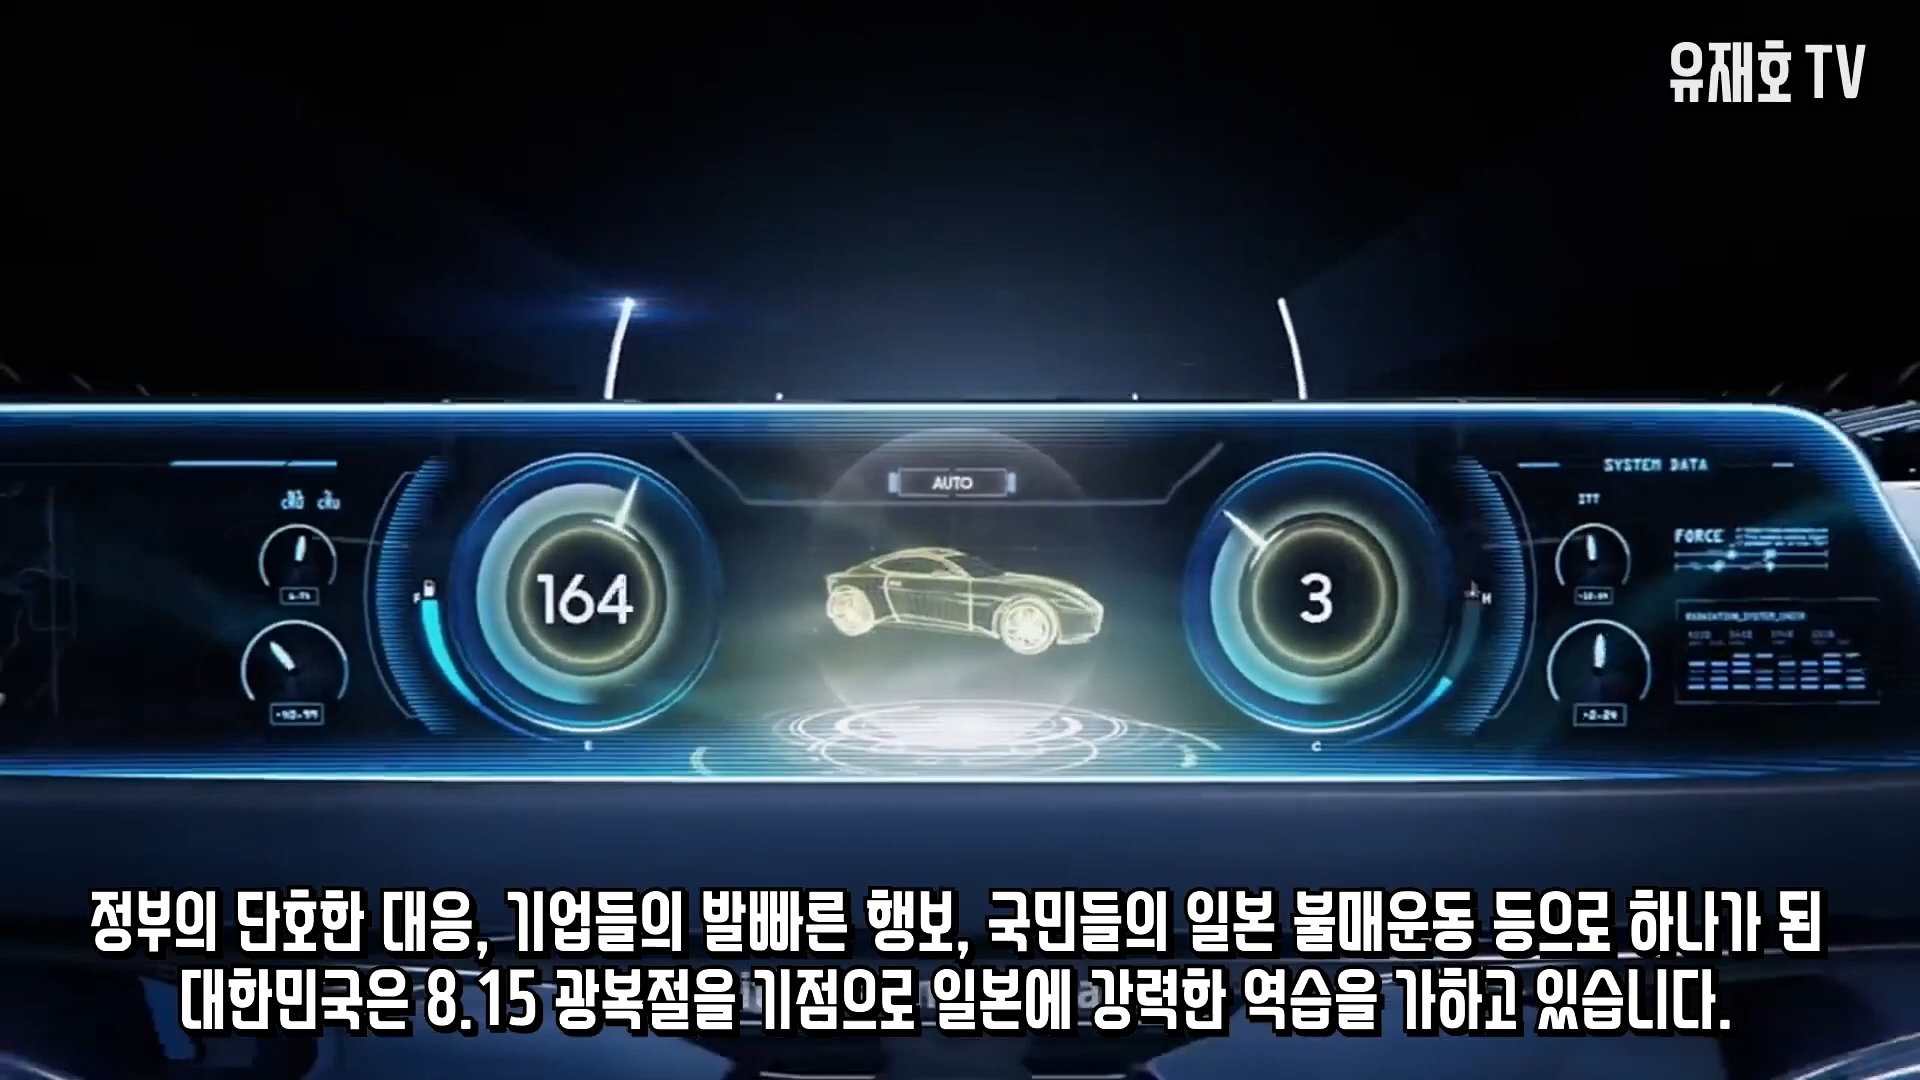 유재호 TV
AUTO
SYSTEM DATA
ITT
FORCE
164
3
F
H
E
C
정부의 단호한 대응, 기업들의 발빠른 행보, 국민들의 일본 불매운동 등으로 하나가 된
대한민국은 8.15 광복절을 기점으로 일본에 강력한 역습을 가하고 있습니다.